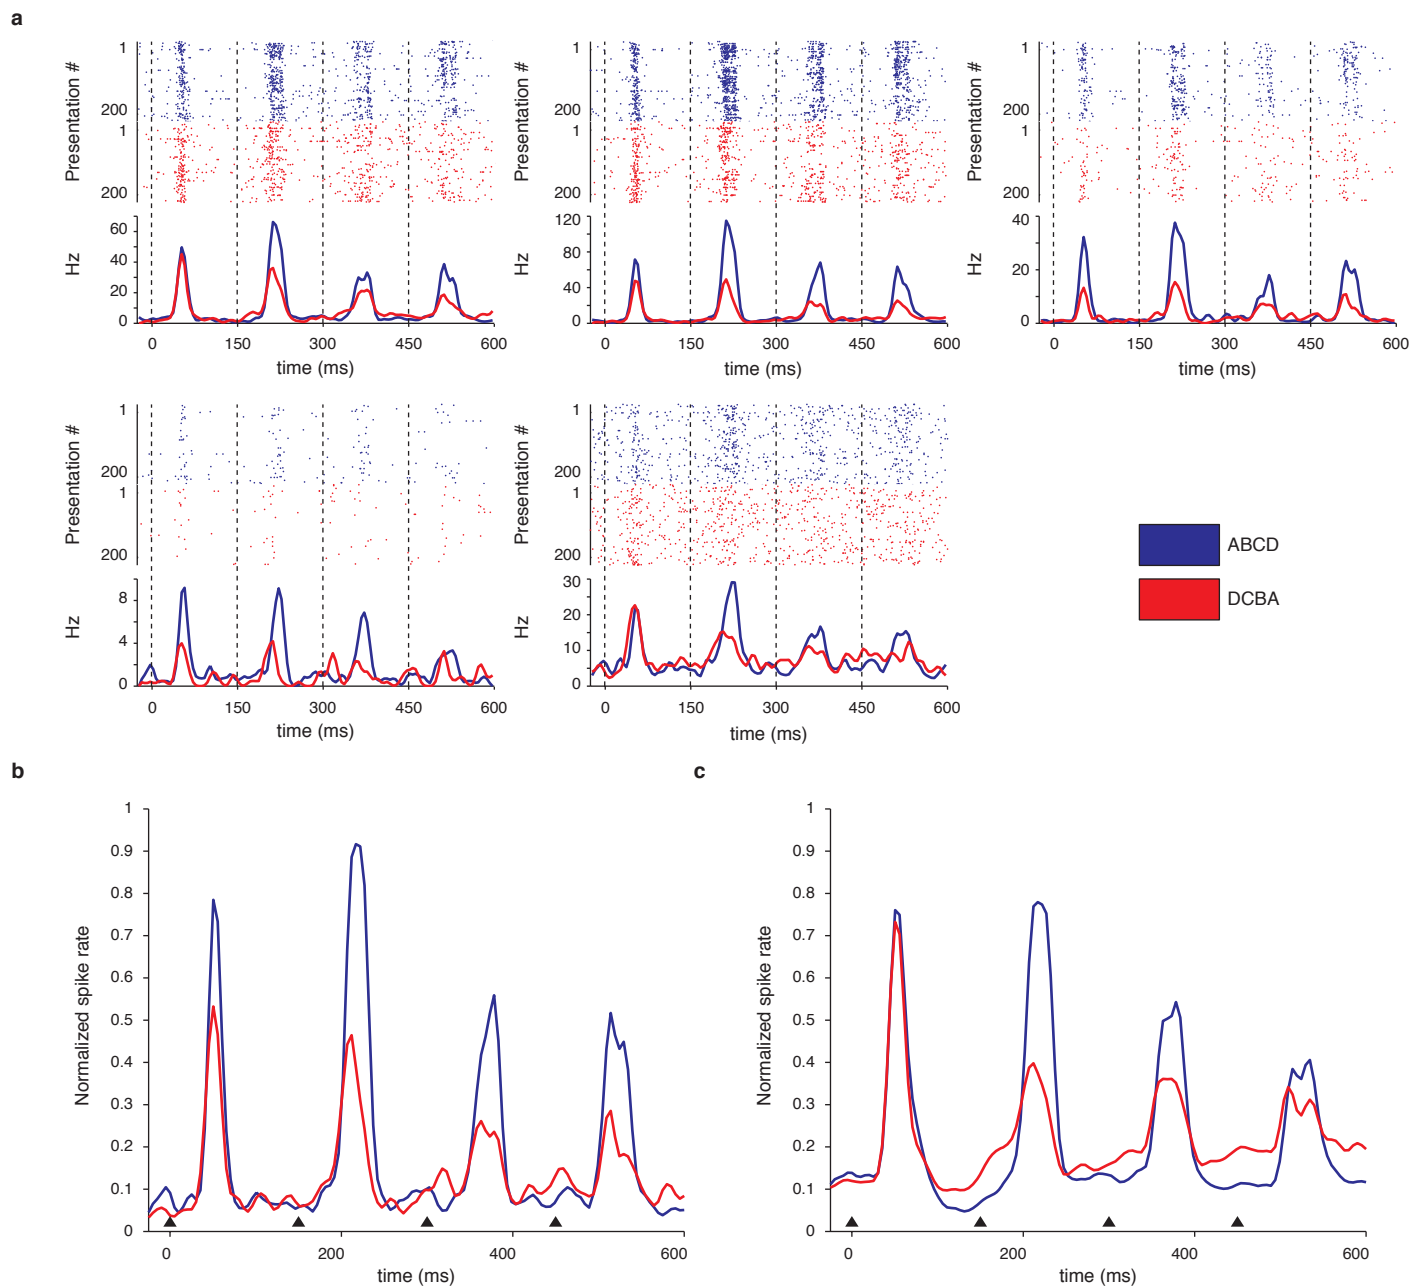 a
Presentation #
1
200
1
200
Hz
60
40
20
0
0 150 300 450 600
time (ms)
Presentation #
1
200
1
200
Hz
120
80
40
0
0 150 300 450 600
time (ms)
Presentation #
1
200
1
200
Hz
40
20
0
0 150 300 450 600
time (ms)
Presentation #
1
200
1
200
Hz
8
4
0
0 150 300 450 600
time (ms)
Presentation #
1
200
1
200
Hz
30
20
10
0
0 150 300 450 600
time (ms)
ABCD
DCBA
b
Normalized spike rate
1
0.9
0.8
0.7
0.6
0.5
0.4
0.3
0.2
0.1
0
0 200 400 600
time (ms)
c
Normalized spike rate
1
0.9
0.8
0.7
0.6
0.5
0.4
0.3
0.2
0.1
0
0 200 400 600
time (ms)